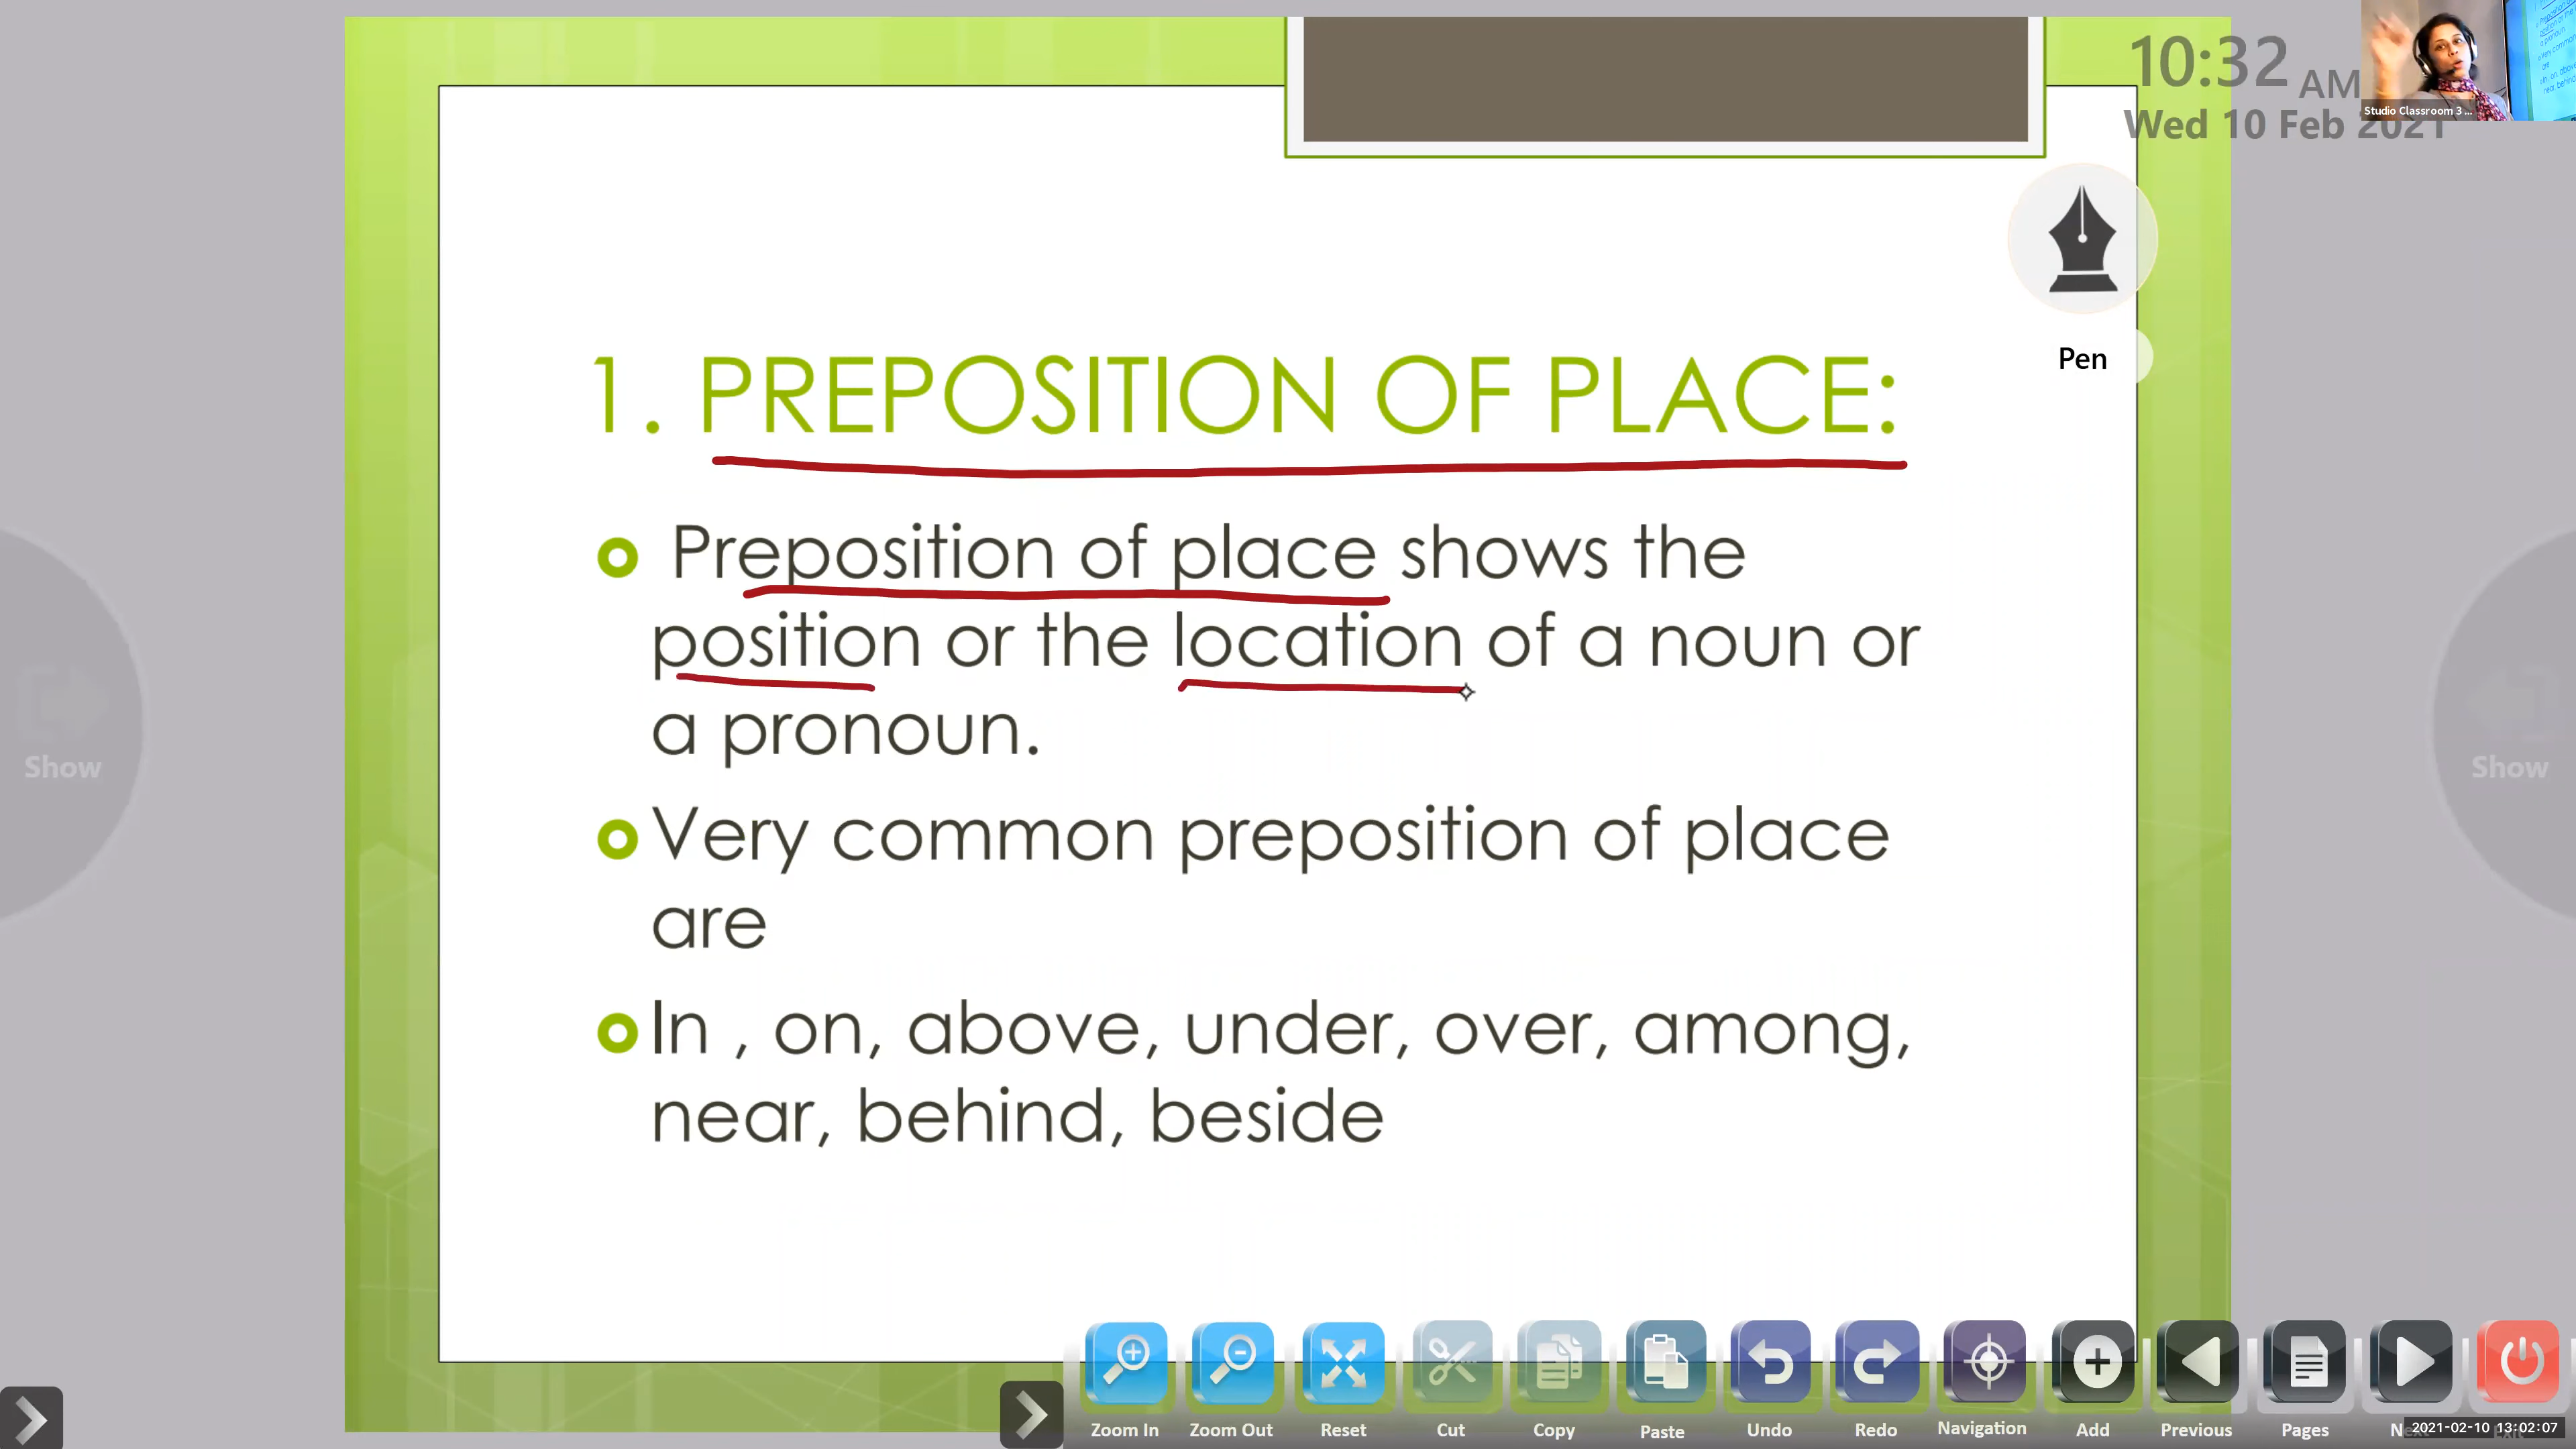 10:32 AM
Wed 10 Feb 2021
Studio Classroom 3 ...
Pen
1. PREPOSITION OF PLACE:
Preposition of place shows the
position or the location of a noun or
a pronoun.
Show
Show
Very common preposition of place
are
In , on, above, under, over, among,
near, behind, beside
Zoom In Zoom Out Reset Cut Copy Paste Undo Redo Navigation Add Previous Pages
2021-02-10 13:02:07